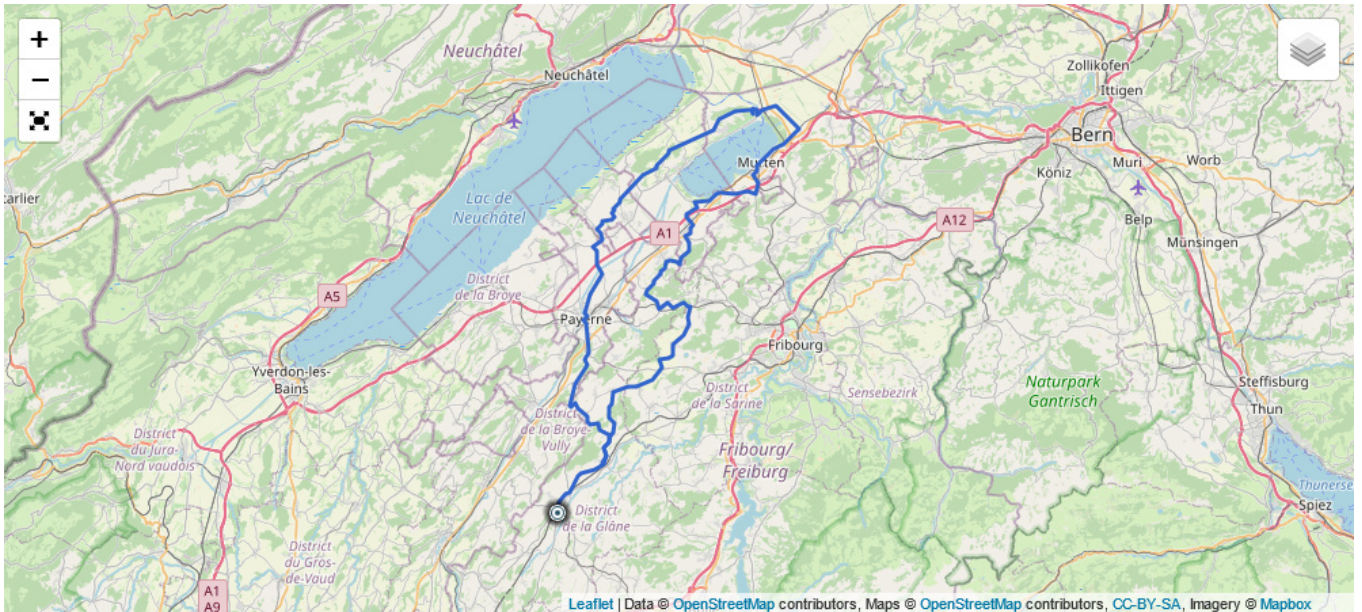 +
−
Neuchâtel
Neuchâtel
Zollikofen
Ittigen
Bern
Muri
Worb
Köniz
Belp
Münsingen
Murten
arlier
Lac de
Neuchâtel
A1
A12
A5
District
de la Broye
Payerne
Fribourg
Yverdon-les-
Bains
District
de la Sarine
Sensebezirk
Naturpark
Gantrisch
Steffisburg
Thun
District
du Jura-
Nord vaudois
District
de la Broye-
Vully
Fribourg/
Freiburg
Thunerse
Spiez
District
de la Glâne
District
du Gros-
de-Vaud
A1
A9
Leaflet | Data © OpenStreetMap contributors, Maps © OpenStreetMap contributors, CC-BY-SA, Imagery © Mapbox